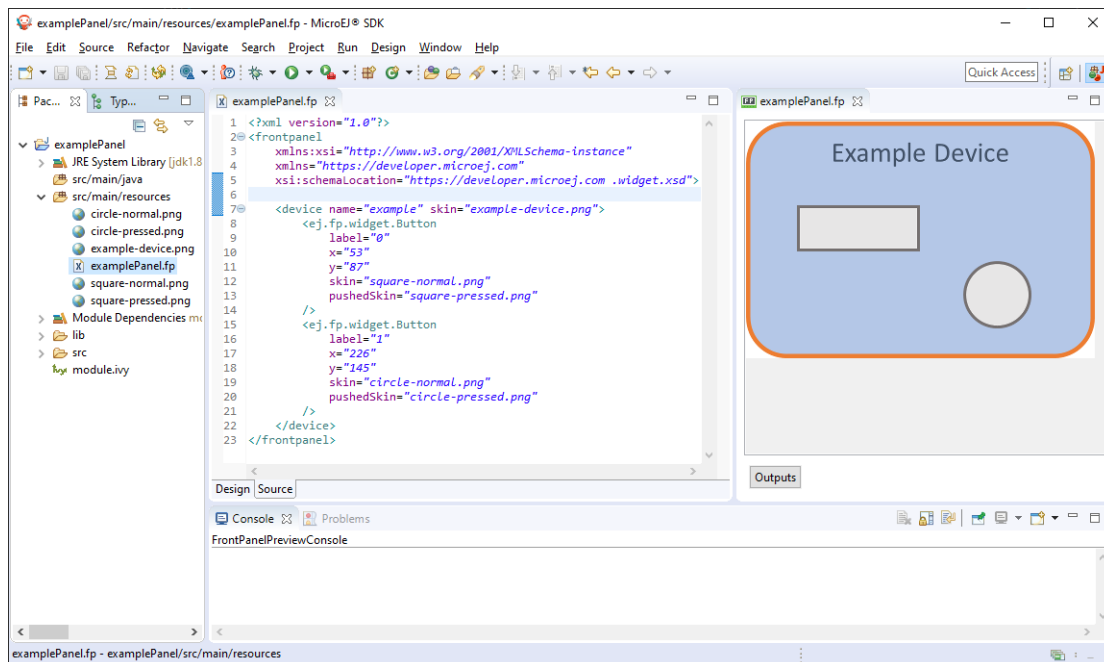 examplePanel/src/main/resources/examplePanel.fp - MicroEJ® SDK
File Edit Source Refactor Navigate Search Project Run Design Window Help
Quick Access
Pac... Typ...
examplePanel
JRE System Library [jdk1.8
src/main/java
src/main/resources
circle-normal.png
circle-pressed.png
example-device.png
examplePanel.fp
square-normal.png
square-pressed.png
Module Dependencies mo
lib
src
module.ivy
examplePanel.fp
1 <?xml version="1.0"?>
2 <frontpanel
3 xmlns:xsi="http://www.w3.org/2001/XMLSchema-instance"
4 xmlns="https://developer.microej.com"
5 xsi:schemaLocation="https://developer.microej.com .widget.xsd">
6
7 <device name="example" skin="example-device.png">
8 <ej.fp.widget.Button
9 label="0"
10 x="53"
11 y="87"
12 skin="square-normal.png"
13 pushedSkin="square-pressed.png"
14 />
15 <ej.fp.widget.Button
16 label="1"
17 x="226"
18 y="145"
19 skin="circle-normal.png"
20 pushedSkin="circle-pressed.png"
21 />
22 </device>
23 </frontpanel>
Design Source
examplePanel.fp
Example Device
Outputs
Console Problems
FrontPanelPreviewConsole
examplePanel.fp - examplePanel/src/main/resources